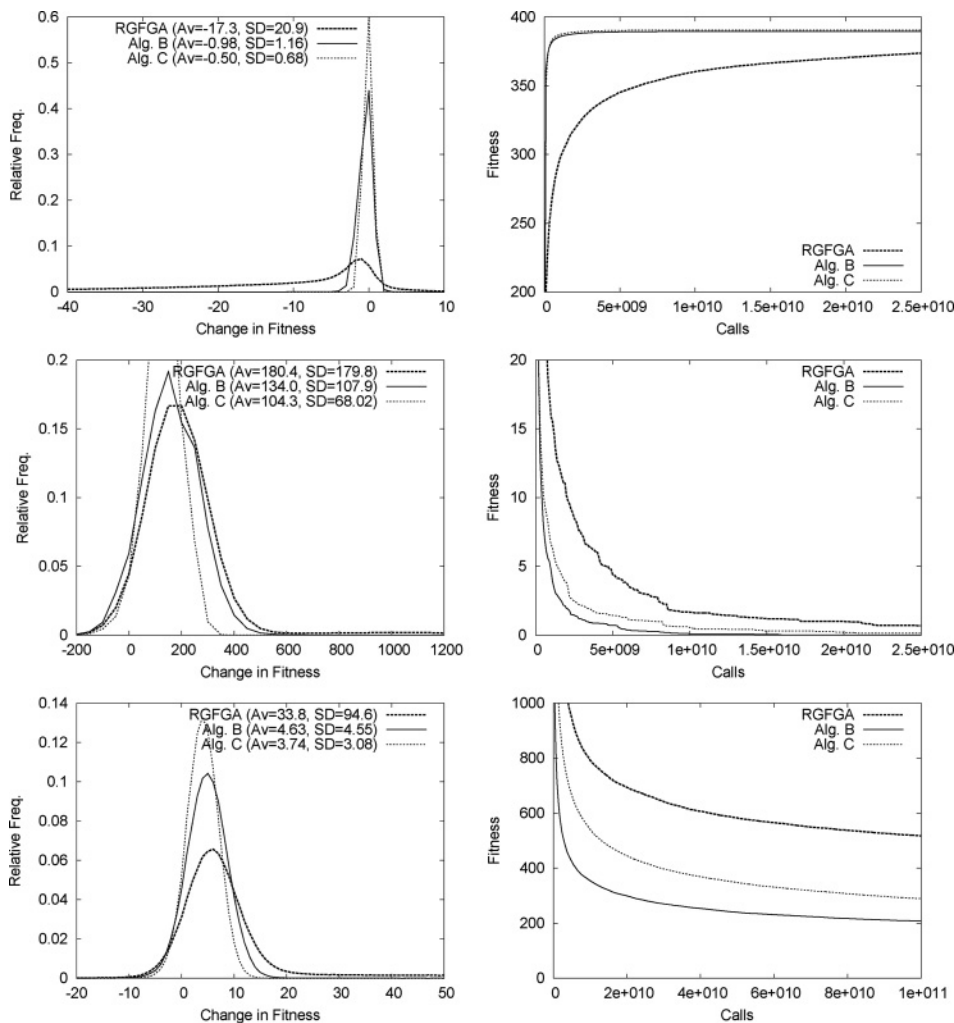 0.6
0.5
0.4
0.3
0.2
0.1
0
Relative Freq.
RGFGA (Av=-17.3, SD=20.9)
Alg. B (Av=-0.98, SD=1.16)
Alg. C (Av=-0.50, SD=0.68)
-40 -30 -20 -10 0 10
Change in Fitness
400
350
300
250
200
Fitness
RGFGA
Alg. B
Alg. C
0 5e+009 1e+010 1.5e+010 2e+010 2.5e+010
Calls
0.2
0.15
0.1
0.05
0
Relative Freq.
RGFGA (Av=180.4, SD=179.8)
Alg. B (Av=134.0, SD=107.9)
Alg. C (Av=104.3, SD=68.02)
-200 0 200 400 600 800 1000 1200
Change in Fitness
20
15
10
5
0
Fitness
RGFGA
Alg. B
Alg. C
0 5e+009 1e+010 1.5e+010 2e+010 2.5e+010
Calls
0.14
0.12
0.1
0.08
0.06
0.04
0.02
0
Relative Freq.
RGFGA (Av=33.8, SD=94.6)
Alg. B (Av=4.63, SD=4.55)
Alg. C (Av=3.74, SD=3.08)
-20 -10 0 10 20 30 40 50
Change in Fitness
1000
800
600
400
200
0
Fitness
RGFGA
Alg. B
Alg. C
0 2e+010 4e+010 6e+010 8e+010 1e+011
Calls